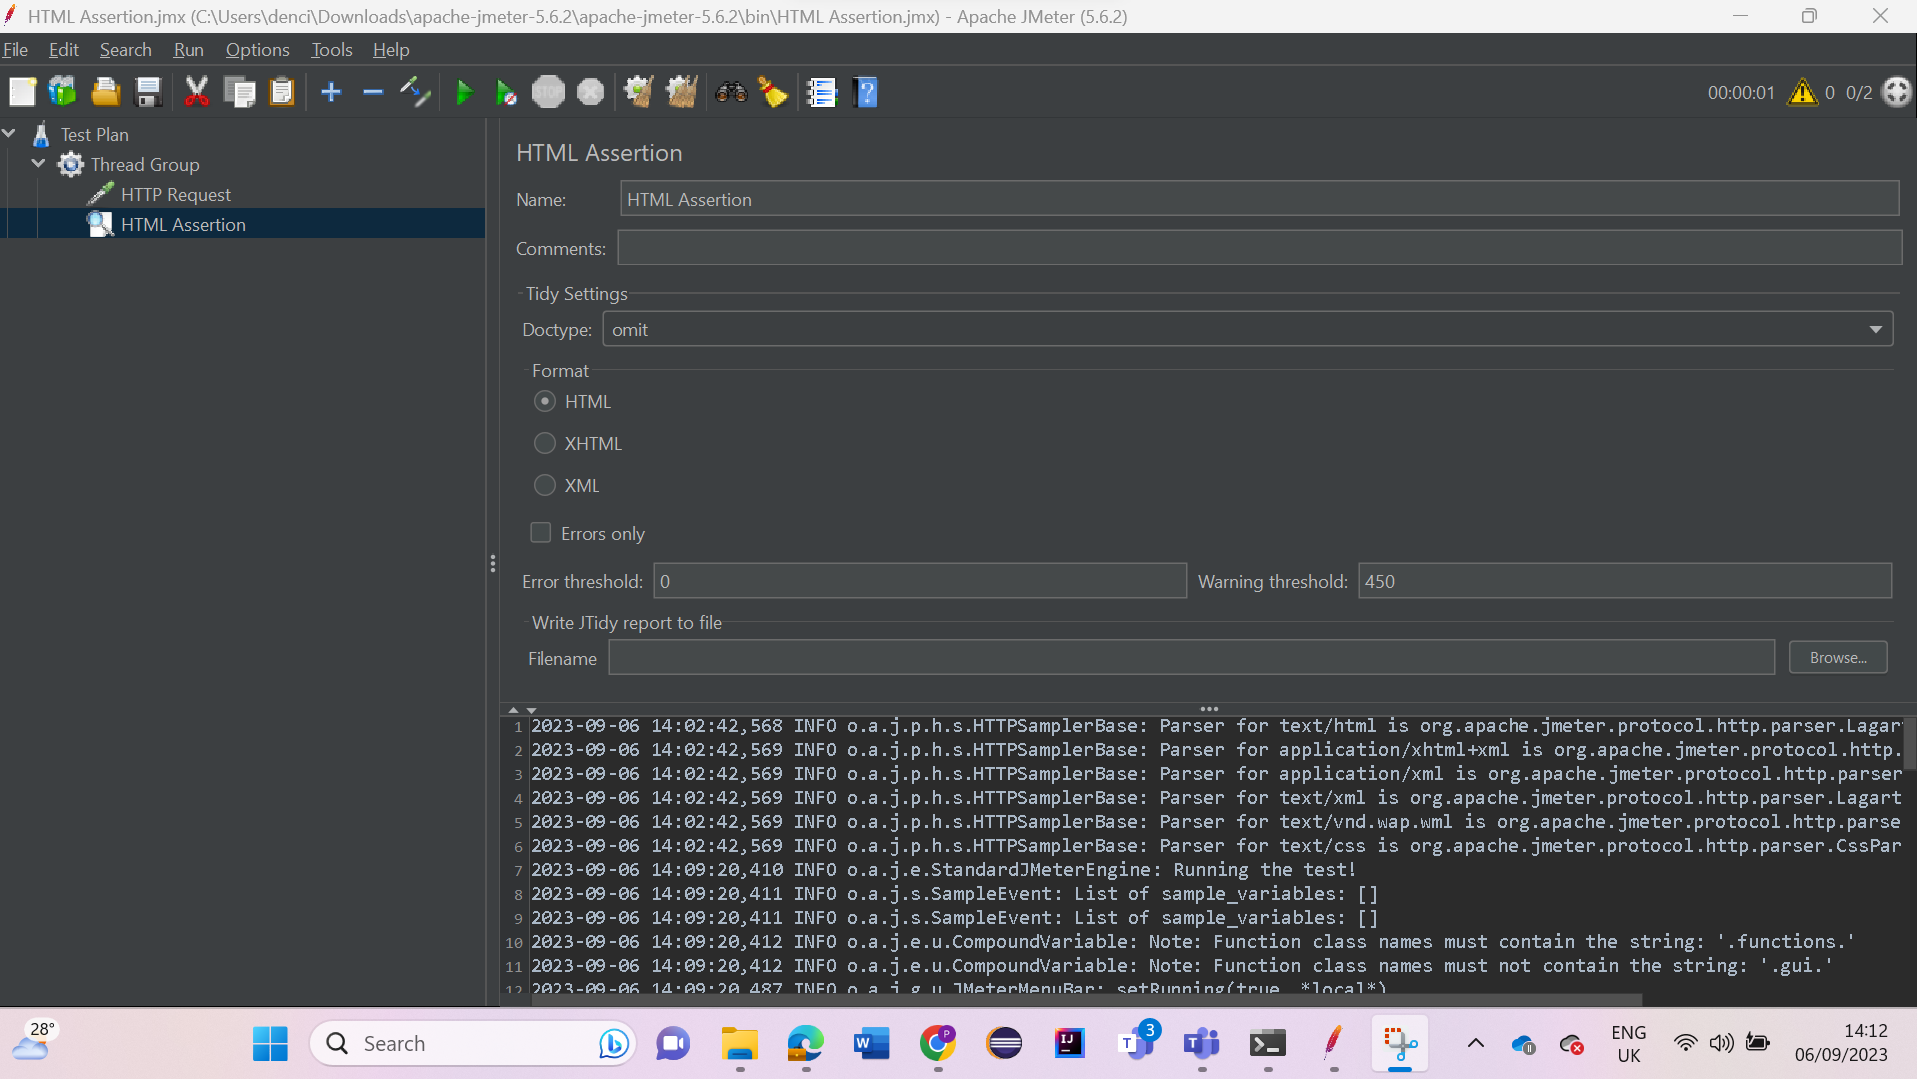 HTML Assertion.jmx (C:\Users\denci\Downloads\apache-jmeter-5.6.2\apache-jmeter-5.6.2\bin\HTML Assertion.jmx) - Apache JMeter (5.6.2)
File Edit Search Run Options Tools Help
STOP 00:00:01 0 0/2
Test Plan
Thread Group
HTTP Request
HTML Assertion
HTML Assertion
Name: HTML Assertion
Comments:
Tidy Settings
Doctype: omit
Format
HTML
XHTML
XML
Errors only
Error threshold: 0 Warning threshold: 450
Write JTidy report to file
Filename Browse...
1 2023-09-06 14:02:42,568 INFO o.a.j.p.h.s.HTTPSamplerBase: Parser for text/html is org.apache.jmeter.protocol.http.parser.Lagar
2 2023-09-06 14:02:42,569 INFO o.a.j.p.h.s.HTTPSamplerBase: Parser for application/xhtml+xml is org.apache.jmeter.protocol.http.
3 2023-09-06 14:02:42,569 INFO o.a.j.p.h.s.HTTPSamplerBase: Parser for application/xml is org.apache.jmeter.protocol.http.parser
4 2023-09-06 14:02:42,569 INFO o.a.j.p.h.s.HTTPSamplerBase: Parser for text/xml is org.apache.jmeter.protocol.http.parser.Lagart
5 2023-09-06 14:02:42,569 INFO o.a.j.p.h.s.HTTPSamplerBase: Parser for text/vnd.wap.wml is org.apache.jmeter.protocol.http.parse
6 2023-09-06 14:02:42,569 INFO o.a.j.p.h.s.HTTPSamplerBase: Parser for text/css is org.apache.jmeter.protocol.http.parser.CssPar
7 2023-09-06 14:09:20,410 INFO o.a.j.e.StandardJMeterEngine: Running the test!
8 2023-09-06 14:09:20,411 INFO o.a.j.s.SampleEvent: List of sample_variables: []
9 2023-09-06 14:09:20,411 INFO o.a.j.s.SampleEvent: List of sample_variables: []
10 2023-09-06 14:09:20,412 INFO o.a.j.e.u.CompoundVariable: Note: Function class names must contain the string: '.functions.'
11 2023-09-06 14:09:20,412 INFO o.a.j.e.u.CompoundVariable: Note: Function class names must not contain the string: '.gui.'
12 2023-09-06 14:09:20,487 INFO o.a.j.g.u.JMeterMenuBar: setRunning(true, *local*)
28° Search 3 ENG 14:12
UK 06/09/2023